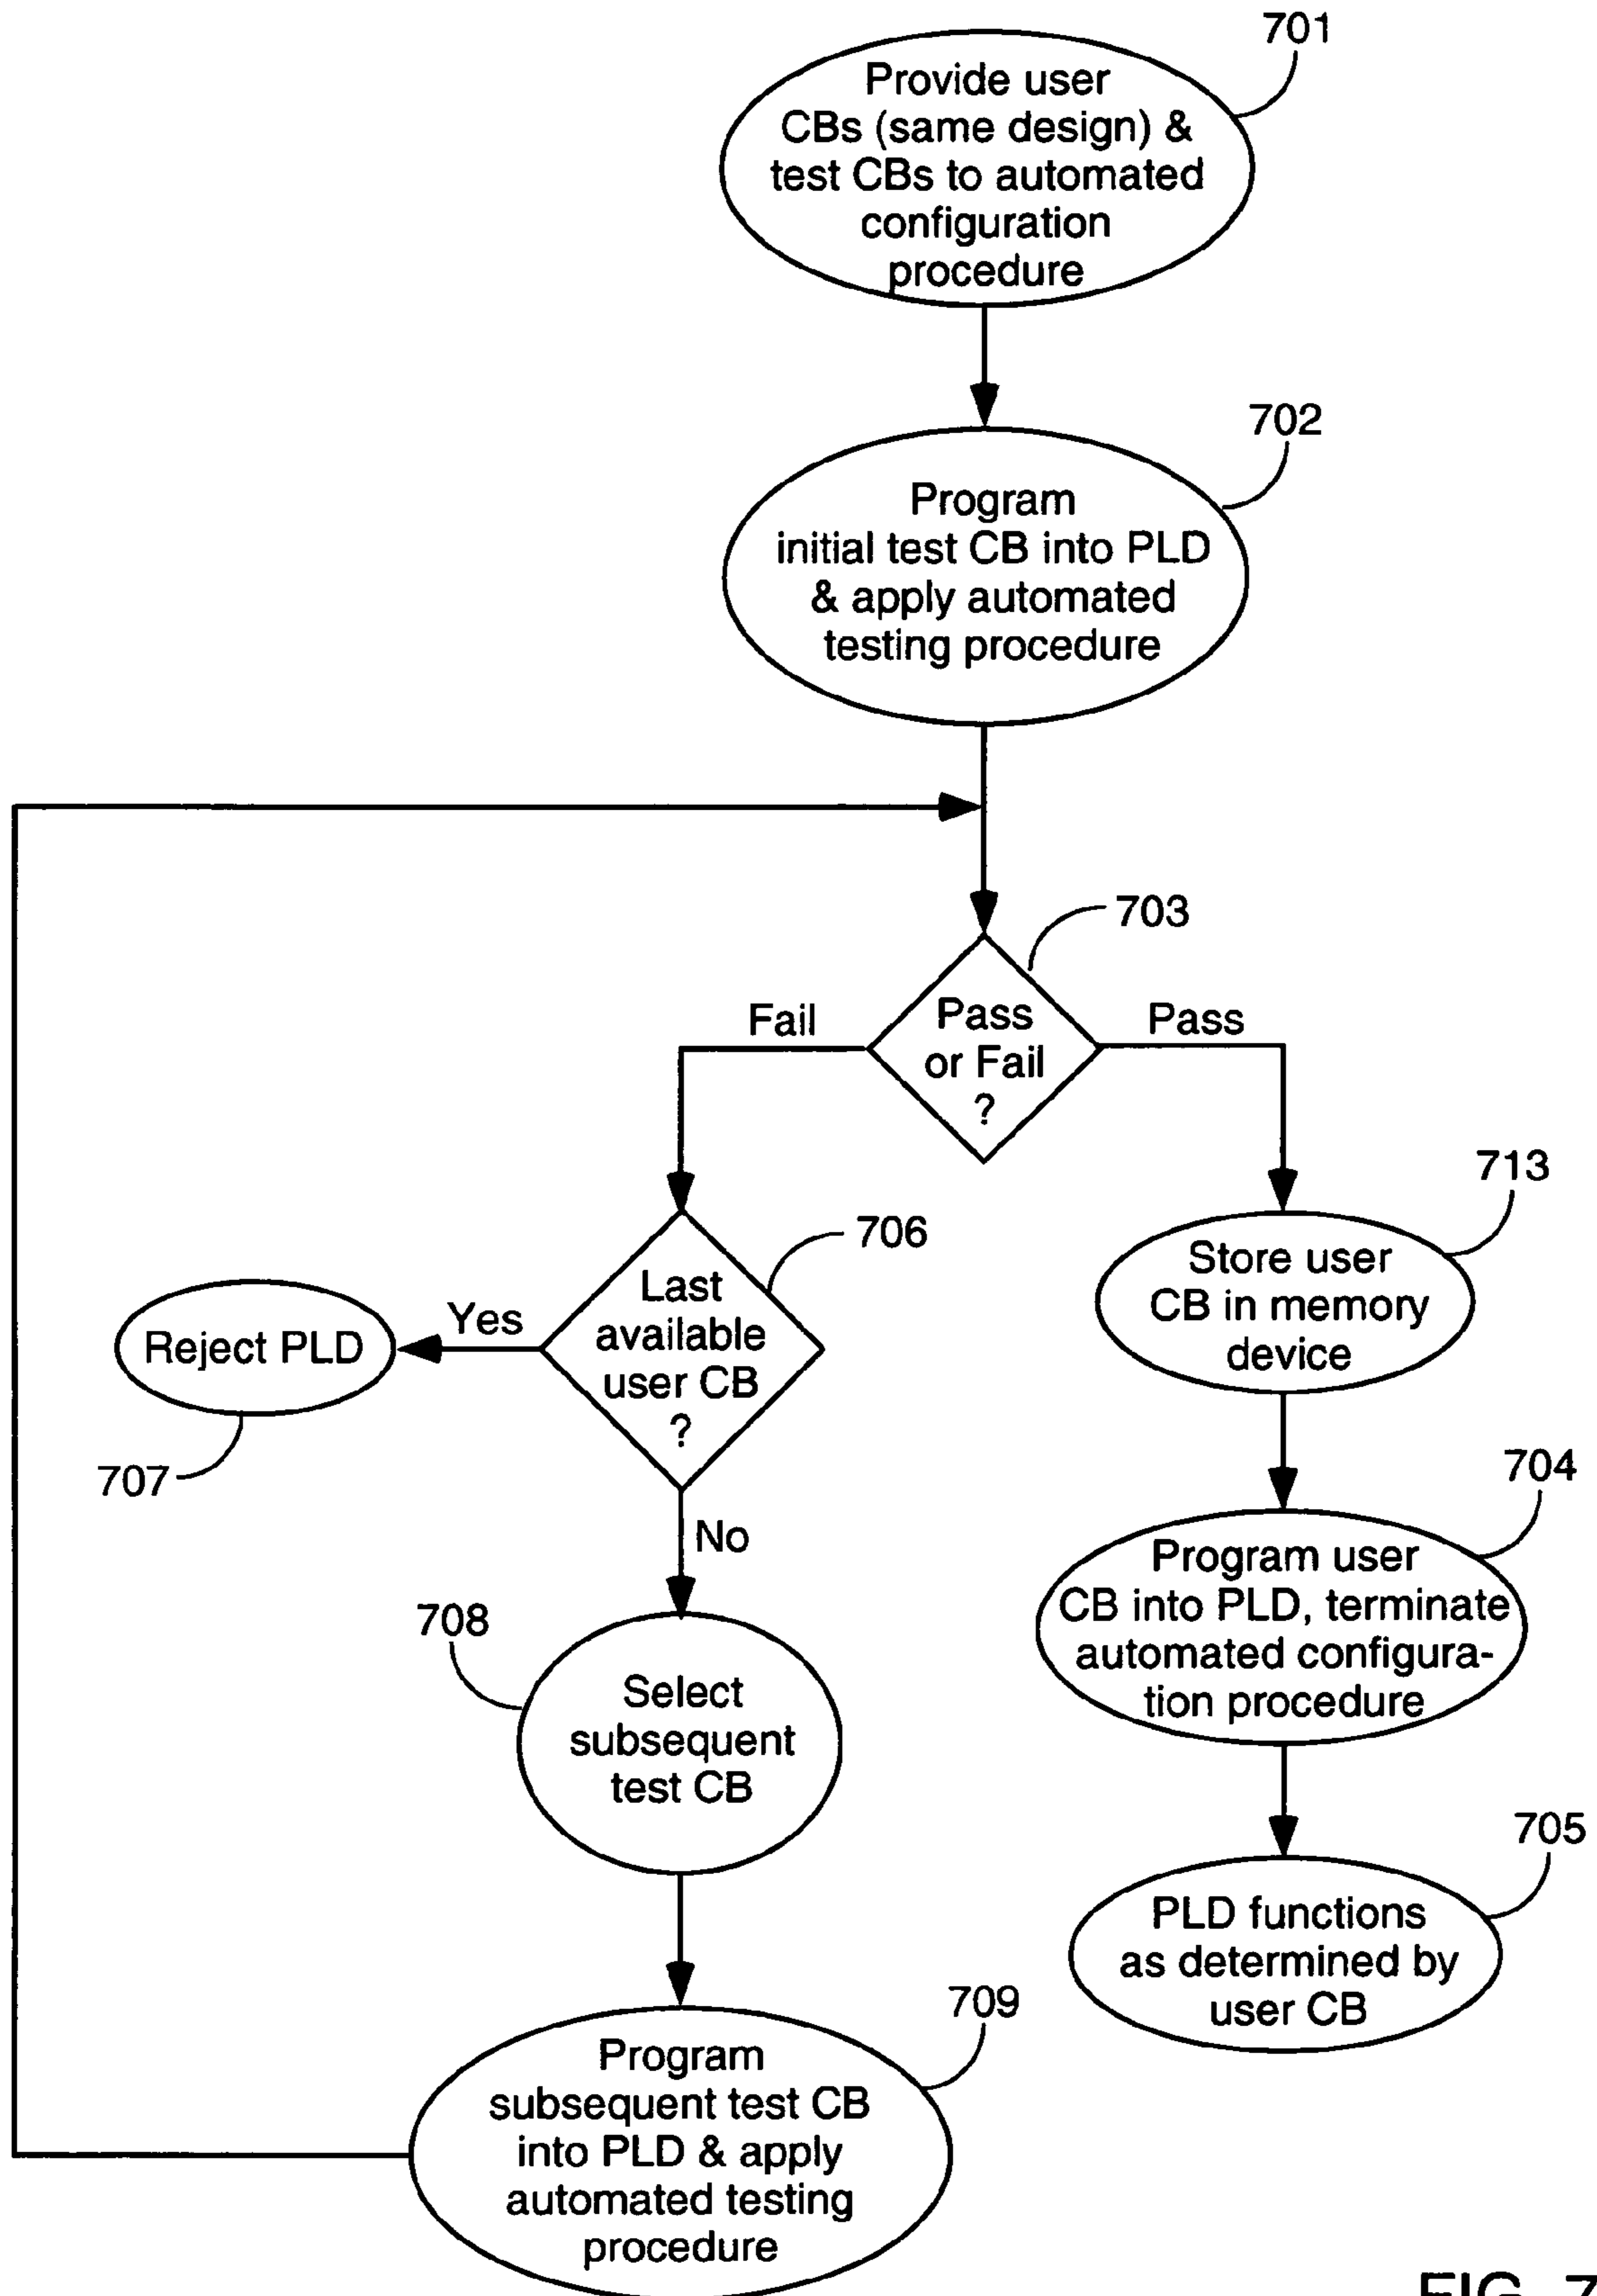 701
Provide user
CBs (same design) &
test CBs to automated
configuration
procedure
702
Program
initial test CB into PLD
& apply automated
testing procedure
703
Pass
or Fail
?
Fail
Pass
713
Store user
CB in memory
device
706
Last
available
user CB
?
Yes
Reject PLD
707
No
704
Program user
CB into PLD, terminate
automated configura-
tion procedure
708
Select
subsequent
test CB
705
PLD functions
as determined by
user CB
709
Program
subsequent test CB
into PLD & apply
automated testing
procedure
FIG. 7